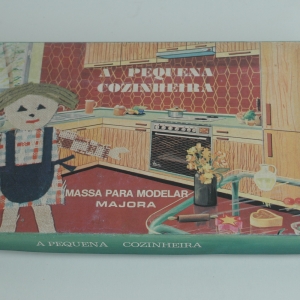 A PEQUENA
COZINHEIRA
MASSA PARA MODELAR
MAJORA
A PEQUENA COZINHEIRA